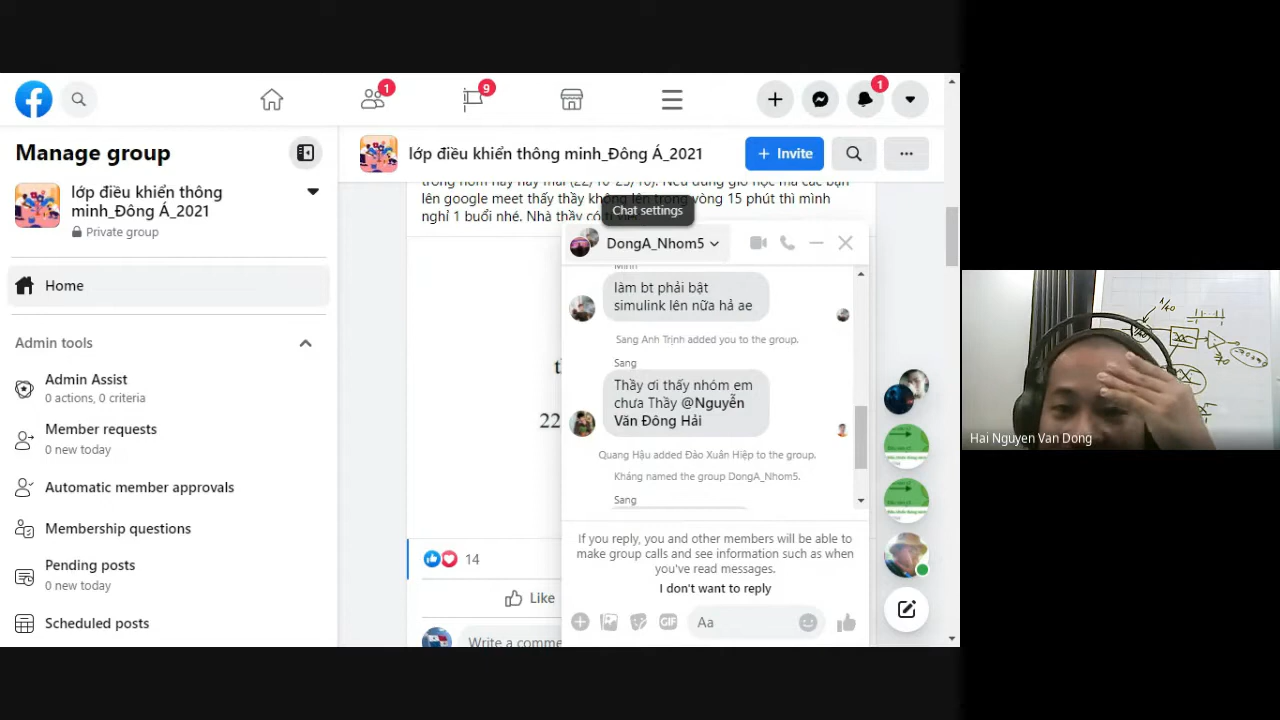 1
9
1
Manage group
lớp điều khiển thông
minh_Đông Á_2021
Private group
Home
Admin tools
Admin Assist
0 actions, 0 criteria
Member requests
0 new today
Automatic member approvals
Membership questions
Pending posts
0 new today
Scheduled posts
lớp điều khiển thông minh_Đông Á_2021
+ Invite
lên google meet thấy thầy không lên trong vòng 15 phút thì mình
nghỉ 1 buổi nhé. Nhà thầy có
Chat settings
22
14
Like
Write a comme
DongA_Nhom5
Minh
làm bt phải bật
simulink lên nữa hả ae
Sang Anh Trịnh added you to the group.
Sang
Thầy ơi thấy nhóm em
chưa Thầy @Nguyễn
Văn Đông Hải
Quang Hậu added Đào Xuân Hiệp to the group.
Kháng named the group DongA_Nhom5.
Sang
If you reply, you and other members will be able to
make group calls and see information such as when
you've read messages.
I don't want to reply
GIF
Aa
Hai Nguyen Van Dong